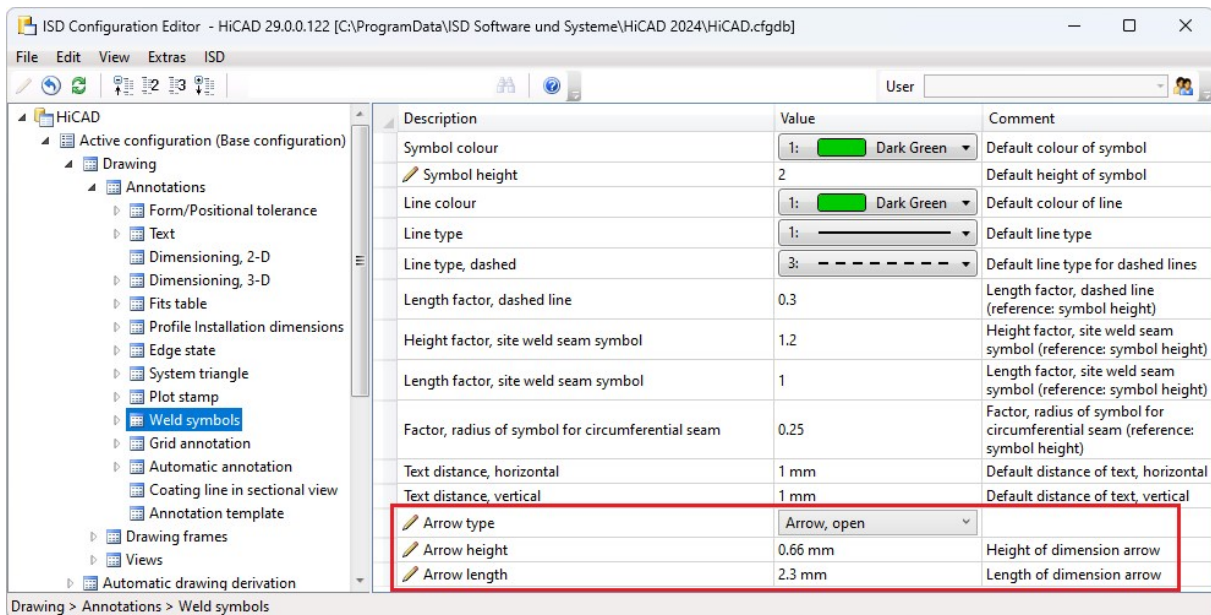 ISD Configuration Editor - HiCAD 29.0.0.122 [C:\ProgramData\ISD Software und Systeme\HiCAD 2024\HiCAD.cfgdb]
File Edit View Extras ISD
2 3 User
HiCAD
Active configuration (Base configuration)
Drawing
Annotations
Form/Positional tolerance
Text
Dimensioning, 2-D
Dimensioning, 3-D
Fits table
Profile Installation dimensions
Edge state
System triangle
Plot stamp
Weld symbols
Grid annotation
Automatic annotation
Coating line in sectional view
Annotation template
Drawing frames
Views
Automatic drawing derivation
Description Value Comment
Symbol colour 1: Dark Green Default colour of symbol
Symbol height 2 Default height of symbol
Line colour 1: Dark Green Default colour of line
Line type 1: Default line type
Line type, dashed 3: Default line type for dashed lines
Length factor, dashed line 0.3 Length factor, dashed line
(reference: symbol height)
Height factor, site weld seam symbol 1.2 Height factor, site weld seam
symbol (reference: symbol height)
Length factor, site weld seam symbol 1 Length factor, site weld seam
symbol (reference: symbol height)
Factor, radius of symbol for circumferential seam 0.25 Factor, radius of symbol for
circumferential seam (reference:
symbol height)
Text distance, horizontal 1 mm Default distance of text, horizontal
Text distance, vertical 1 mm Default distance of text, vertical
Arrow type Arrow, open
Arrow height 0.66 mm Height of dimension arrow
Arrow length 2.3 mm Length of dimension arrow
Drawing > Annotations > Weld symbols